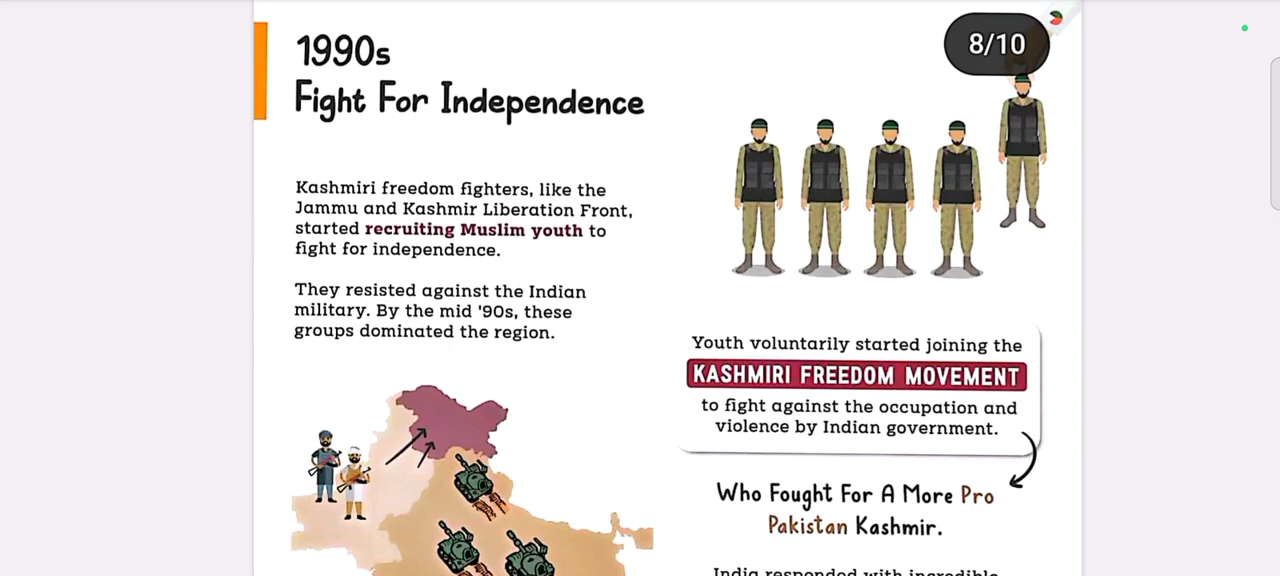 8/10
1990s
Fight For Independence
Kashmiri freedom fighters, like the
Jammu and Kashmir Liberation Front,
started recruiting Muslim youth to
fight for independence.
They resisted against the Indian
military. By the mid '90s, these
groups dominated the region.
Youth voluntarily started joining the
KASHMIRI FREEDOM MOVEMENT
to fight against the occupation and
violence by Indian government.
Who Fought For A More Pro
Pakistan Kashmir.
India responded with incredible